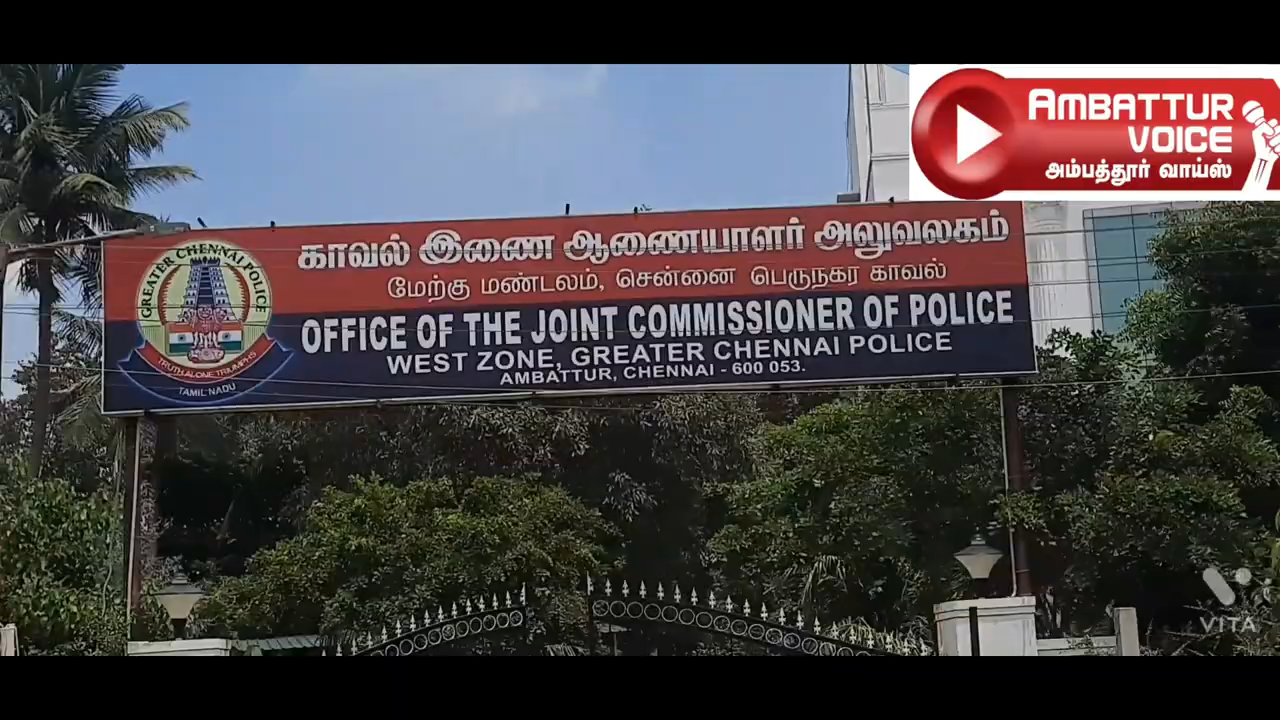 AMBATTUR
VOICE
அம்பத்தூர் வாய்ஸ்
காவல் இணை ஆணையாளர் அலுவலகம்
மேற்கு மண்டலம், சென்னை பெருநகர காவல்
OFFICE OF THE JOINT COMMISSIONER OF POLICE
WEST ZONE, GREATER CHENNAI POLICE
AMBATTUR, CHENNAI - 600 053.
GREATER CHENNAI POLICE
TRUTH ALONE TRIUMPHS
TAMIL NADU
VITA